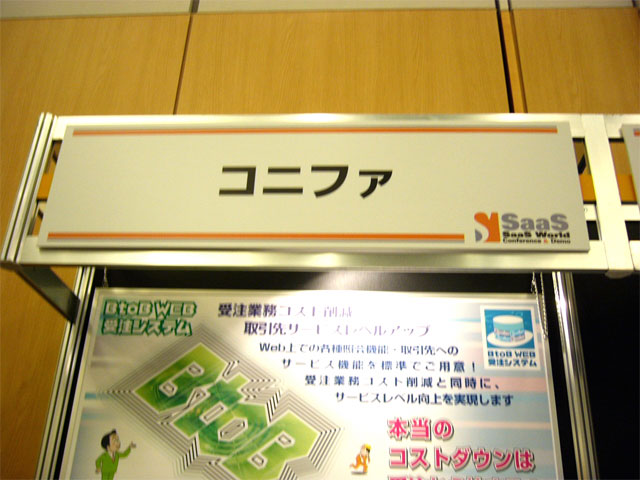 コニファ
SaaS
SaaS World
Conference & Demo
BtoB WEB
受注システム
受注業務コスト削減
取引先サービスレベルアップ
Web上での各種照会機能・取引先への
サービス機能を標準でご用意!
受注業務コスト削減と同時に、
サービスレベル向上を実現します
BtoB WEB
受注システム
BtoB
本当の
コストダウンは